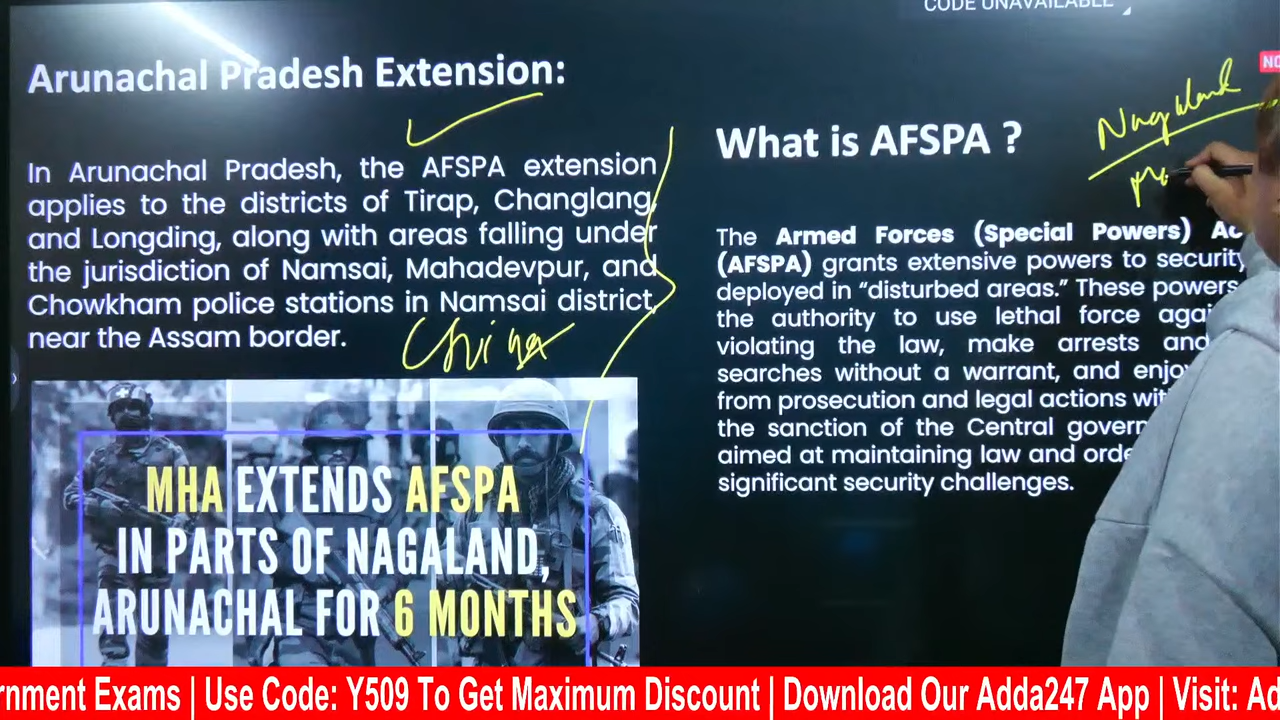 CODE UNAVAILABLE
Arunachal Pradesh Extension:
In Arunachal Pradesh, the AFSPA extension
applies to the districts of Tirap, Changlang,
and Longding, along with areas falling under
the jurisdiction of Namsai, Mahadevpur, and
Chowkham police stations in Namsai district,
near the Assam border.
China
MHA EXTENDS AFSPA
IN PARTS OF NAGALAND,
ARUNACHAL FOR 6 MONTHS
NO
Nagaland
What is AFSPA ?
The Armed Forces (Special Powers) Ac
(AFSPA) grants extensive powers to security
deployed in “disturbed areas.” These powers
the authority to use lethal force agai
violating the law, make arrests and
searches without a warrant, and enjo
from prosecution and legal actions wit
the sanction of the Central govern
aimed at maintaining law and orde
significant security challenges.
rnment Exams | Use Code: Y509 To Get Maximum Discount | Download Our Adda247 App | Visit: Ad